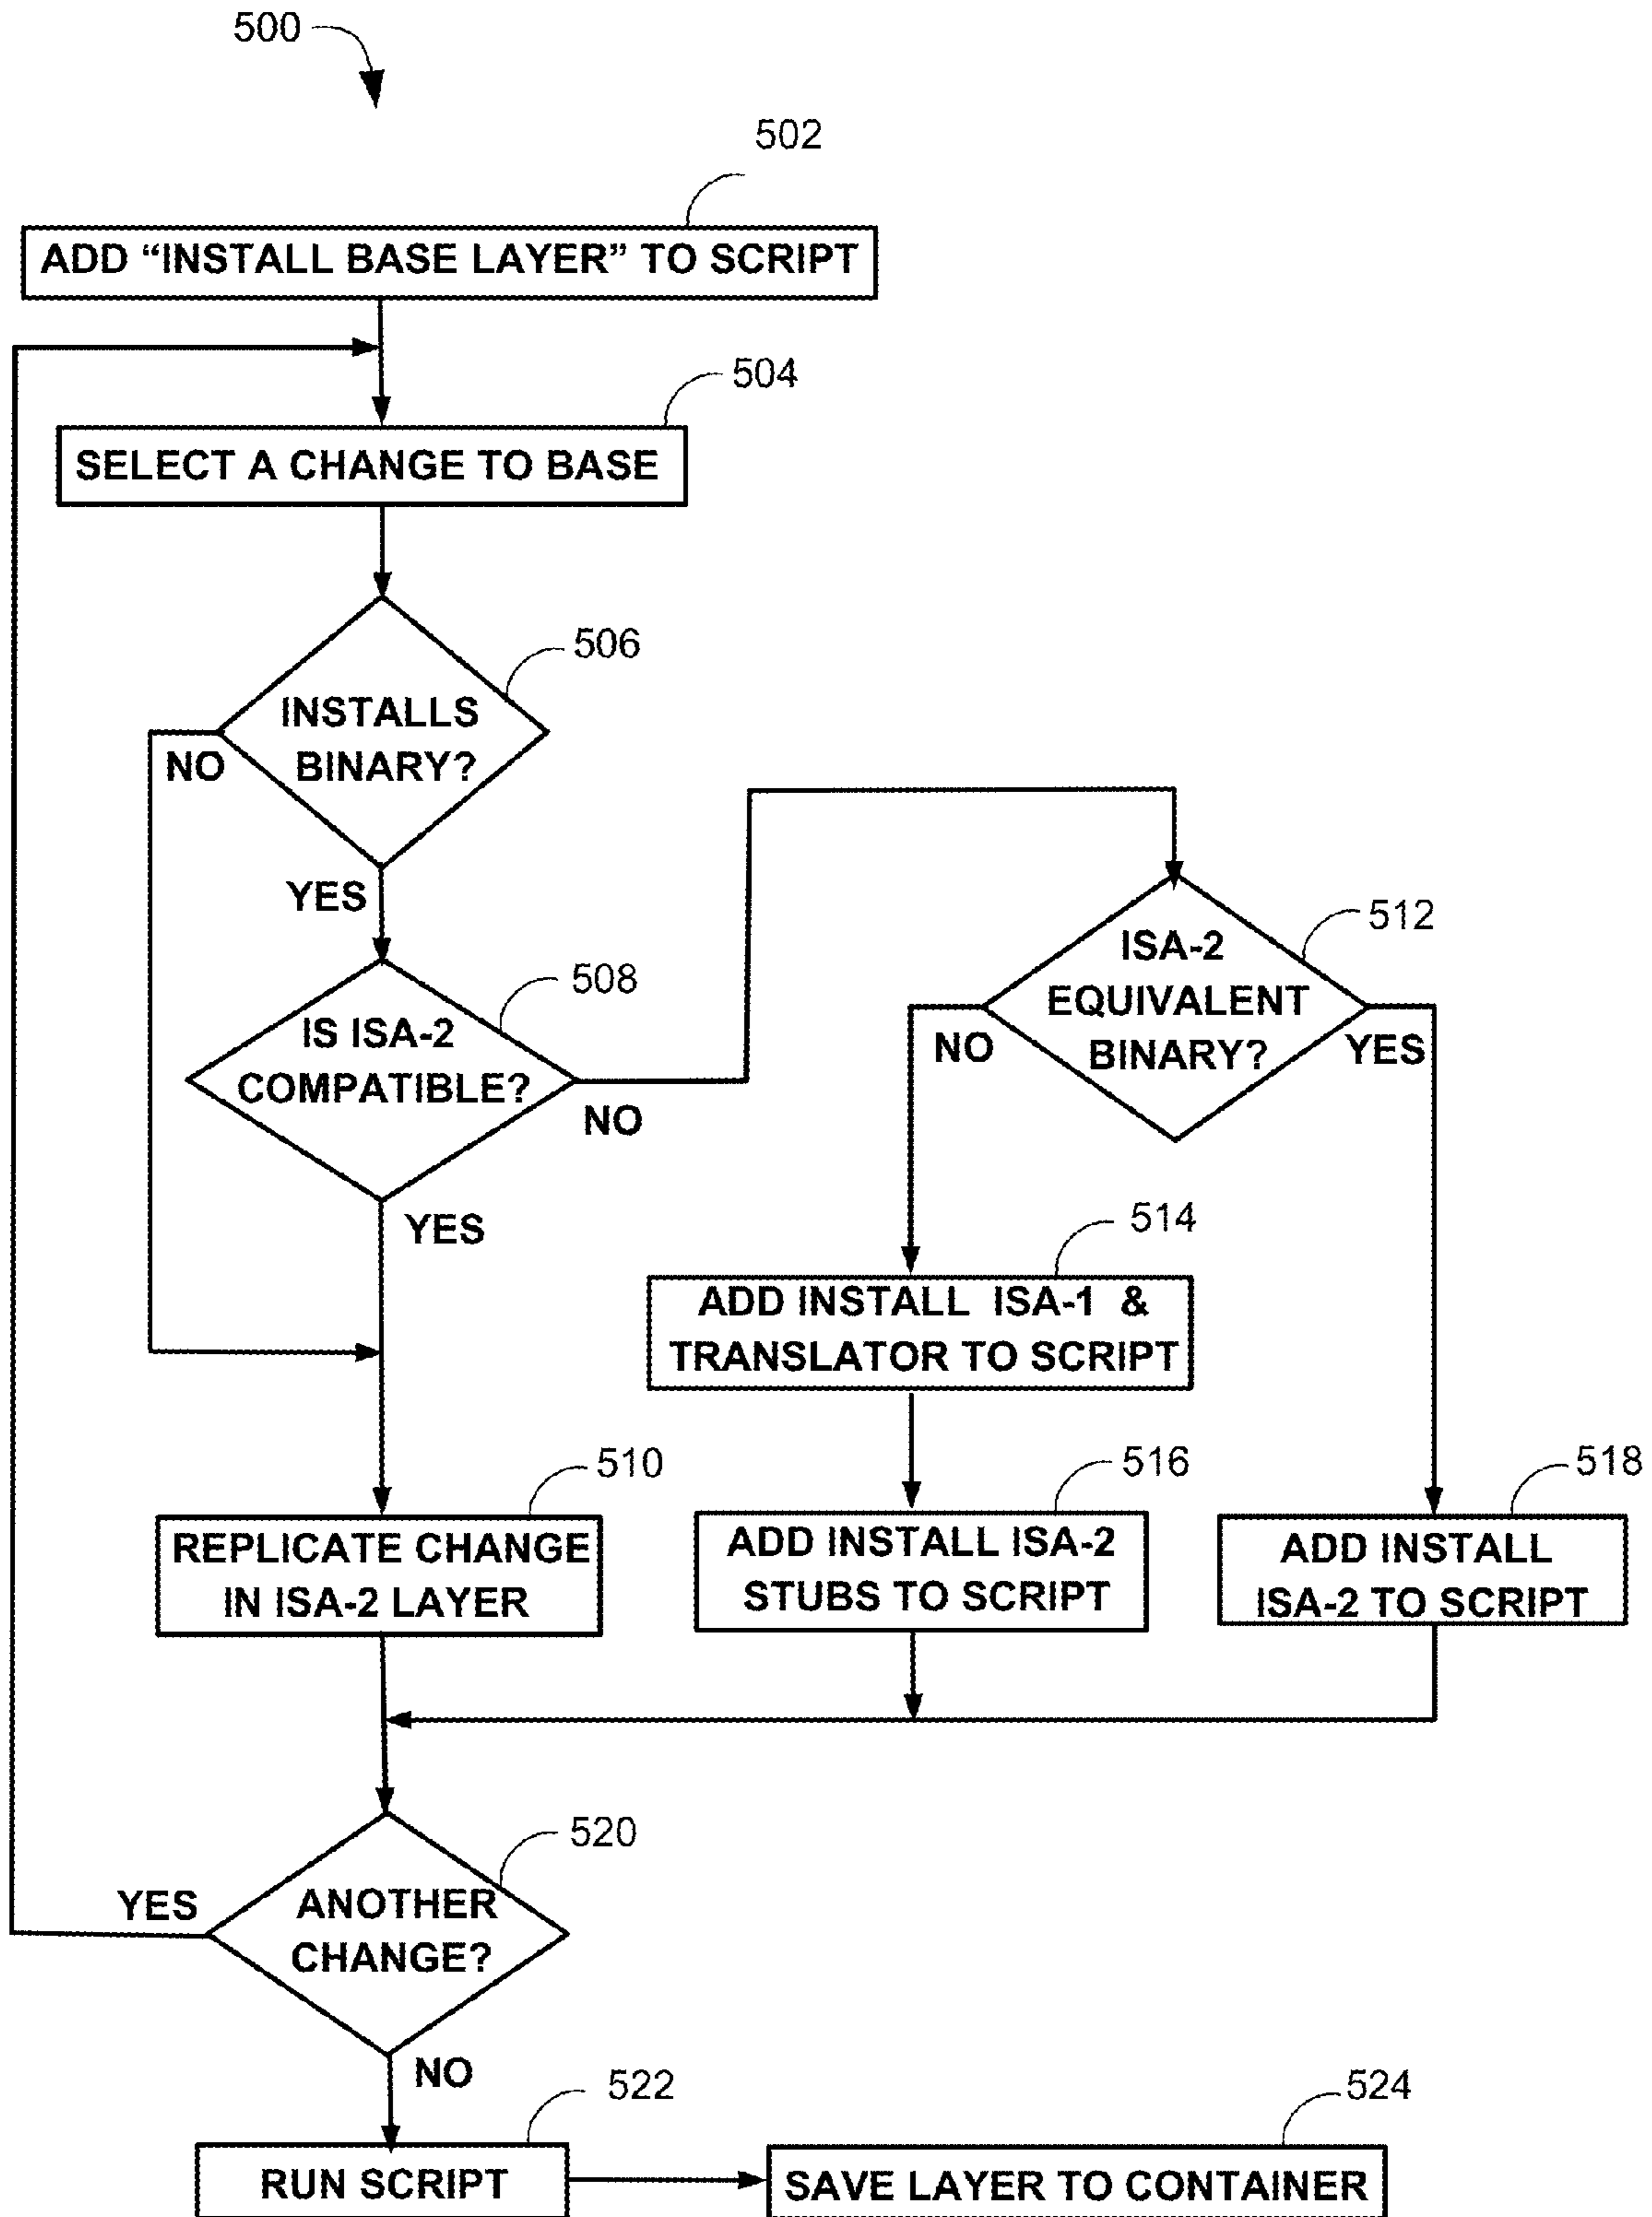 500
502
ADD “INSTALL BASE LAYER” TO SCRIPT
504
SELECT A CHANGE TO BASE
506
INSTALLS
BINARY?
NO
YES
508
IS ISA-2
COMPATIBLE?
NO
YES
512
ISA-2
EQUIVALENT
BINARY?
NO
YES
514
ADD INSTALL ISA-1 &
TRANSLATOR TO SCRIPT
510
REPLICATE CHANGE
IN ISA-2 LAYER
516
ADD INSTALL ISA-2
STUBS TO SCRIPT
518
ADD INSTALL
ISA-2 TO SCRIPT
520
ANOTHER
CHANGE?
YES
NO
522
RUN SCRIPT
524
SAVE LAYER TO CONTAINER